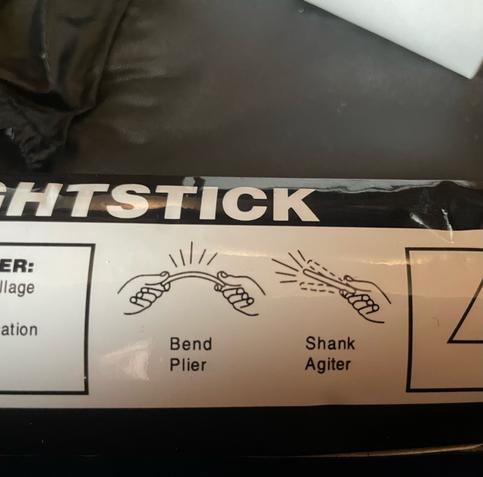 GHTSTICK
ER:
llage
ation
Bend
Plier
Shank
Agiter